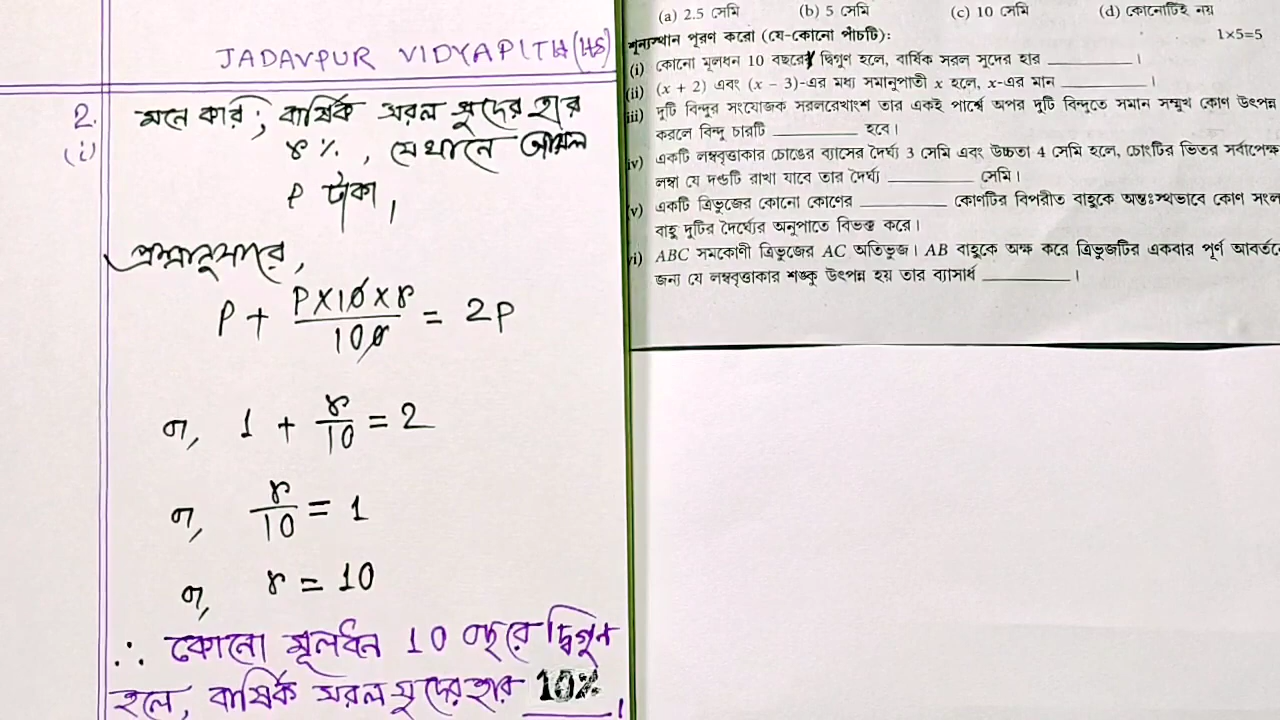 JADAVPUR VIDYAPITH (HS)
2.
(i)
মনে করি, বার্ষিক সরল সুদের হার
r %, যেখানে আসল
P টাকা।
প্রশ্নানুসারে,
P + P×10×r / 100 = 2P
বা, 1 + r/10 = 2
বা, r/10 = 1
বা, r = 10
∴ কোনো মূলধন 10 বছরে দ্বিগুন
হলে, বার্ষিক সরল সুদের হার 10% ।
(a) 2.5 সেমি (b) 5 সেমি (c) 10 সেমি (d) কোনোটিই নয়
শূন্যস্থান পূরণ করো (যে-কোনো পাঁচটি): 1×5=5
(i) কোনো মূলধন 10 বছরে দ্বিগুণ হলে, বার্ষিক সরল সুদের হার ________ ।
(ii) (x + 2) এবং (x − 3)-এর মধ্য সমানুপাতী x হলে, x-এর মান ________ ।
iii) দুটি বিন্দুর সংযোজক সরলরেখাংশ তার একই পার্শ্বে অপর দুটি বিন্দুতে সমান সম্মুখ কোণ উৎপন্ন
করলে বিন্দু চারটি ________ হবে।
iv) একটি লম্ববৃত্তাকার চোঙের ব্যাসের দৈর্ঘ্য 3 সেমি এবং উচ্চতা 4 সেমি হলে, চোংটির ভিতর সর্বাপেক্ষ
লম্বা যে দণ্ডটি রাখা যাবে তার দৈর্ঘ্য ________ সেমি।
v) একটি ত্রিভুজের কোনো কোণের ________ কোণটির বিপরীত বাহুকে অন্তঃস্থভাবে কোণ সংল
বাহু দুটির দৈর্ঘ্যের অনুপাতে বিভক্ত করে।
vi) ABC সমকোণী ত্রিভুজের AC অতিভুজ। AB বাহুকে অক্ষ করে ত্রিভুজটির একবার পূর্ণ আবর্তনে
জন্য যে লম্ববৃত্তাকার শঙ্কু উৎপন্ন হয় তার ব্যাসার্ধ ________ ।